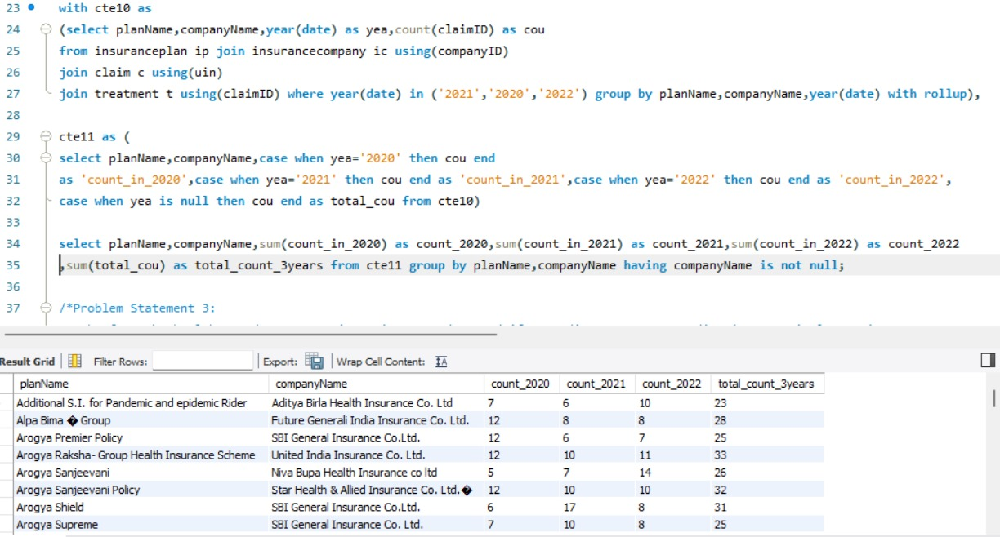 23 with cte10 as
24 (select planName,companyName,year(date) as yea,count(claimID) as cou
25 from insuranceplan ip join insurancecompany ic using(companyID)
26 join claim c using(uin)
27 join treatment t using(claimID) where year(date) in ('2021','2020','2022') group by planName,companyName,year(date) with rollup),
28
29 cte11 as (
30 select planName,companyName,case when yea='2020' then cou end
31 as 'count_in_2020',case when yea='2021' then cou end as 'count_in_2021',case when yea='2022' then cou end as 'count_in_2022',
32 case when yea is null then cou end as total_cou from cte10)
33
34 select planName,companyName,sum(count_in_2020) as count_2020,sum(count_in_2021) as count_2021,sum(count_in_2022) as count_2022
35 ,sum(total_cou) as total_count_3years from cte11 group by planName,companyName having companyName is not null;
36
37 /*Problem Statement 3:
Result Grid Filter Rows: Export: Wrap Cell Content: IA
planName companyName count_2020 count_2021 count_2022 total_count_3years
Additional S.I. for Pandemic and epidemic Rider Aditya Birla Health Insurance Co. Ltd 7 6 10 23
Alpa Bima � Group Future Generali India Insurance Co. Ltd. 12 8 8 28
Arogya Premier Policy SBI General Insurance Co.Ltd. 12 6 7 25
Arogya Raksha- Group Health Insurance Scheme United India Insurance Co. Ltd. 12 10 11 33
Arogya Sanjeevani Niva Bupa Health Insurance co ltd 5 7 14 26
Arogya Sanjeevani Policy Star Health & Allied Insurance Co. Ltd.� 12 10 10 32
Arogya Shield SBI General Insurance Co.Ltd. 6 17 8 31
Arogya Supreme SBI General Insurance Co. Ltd. 7 10 8 25